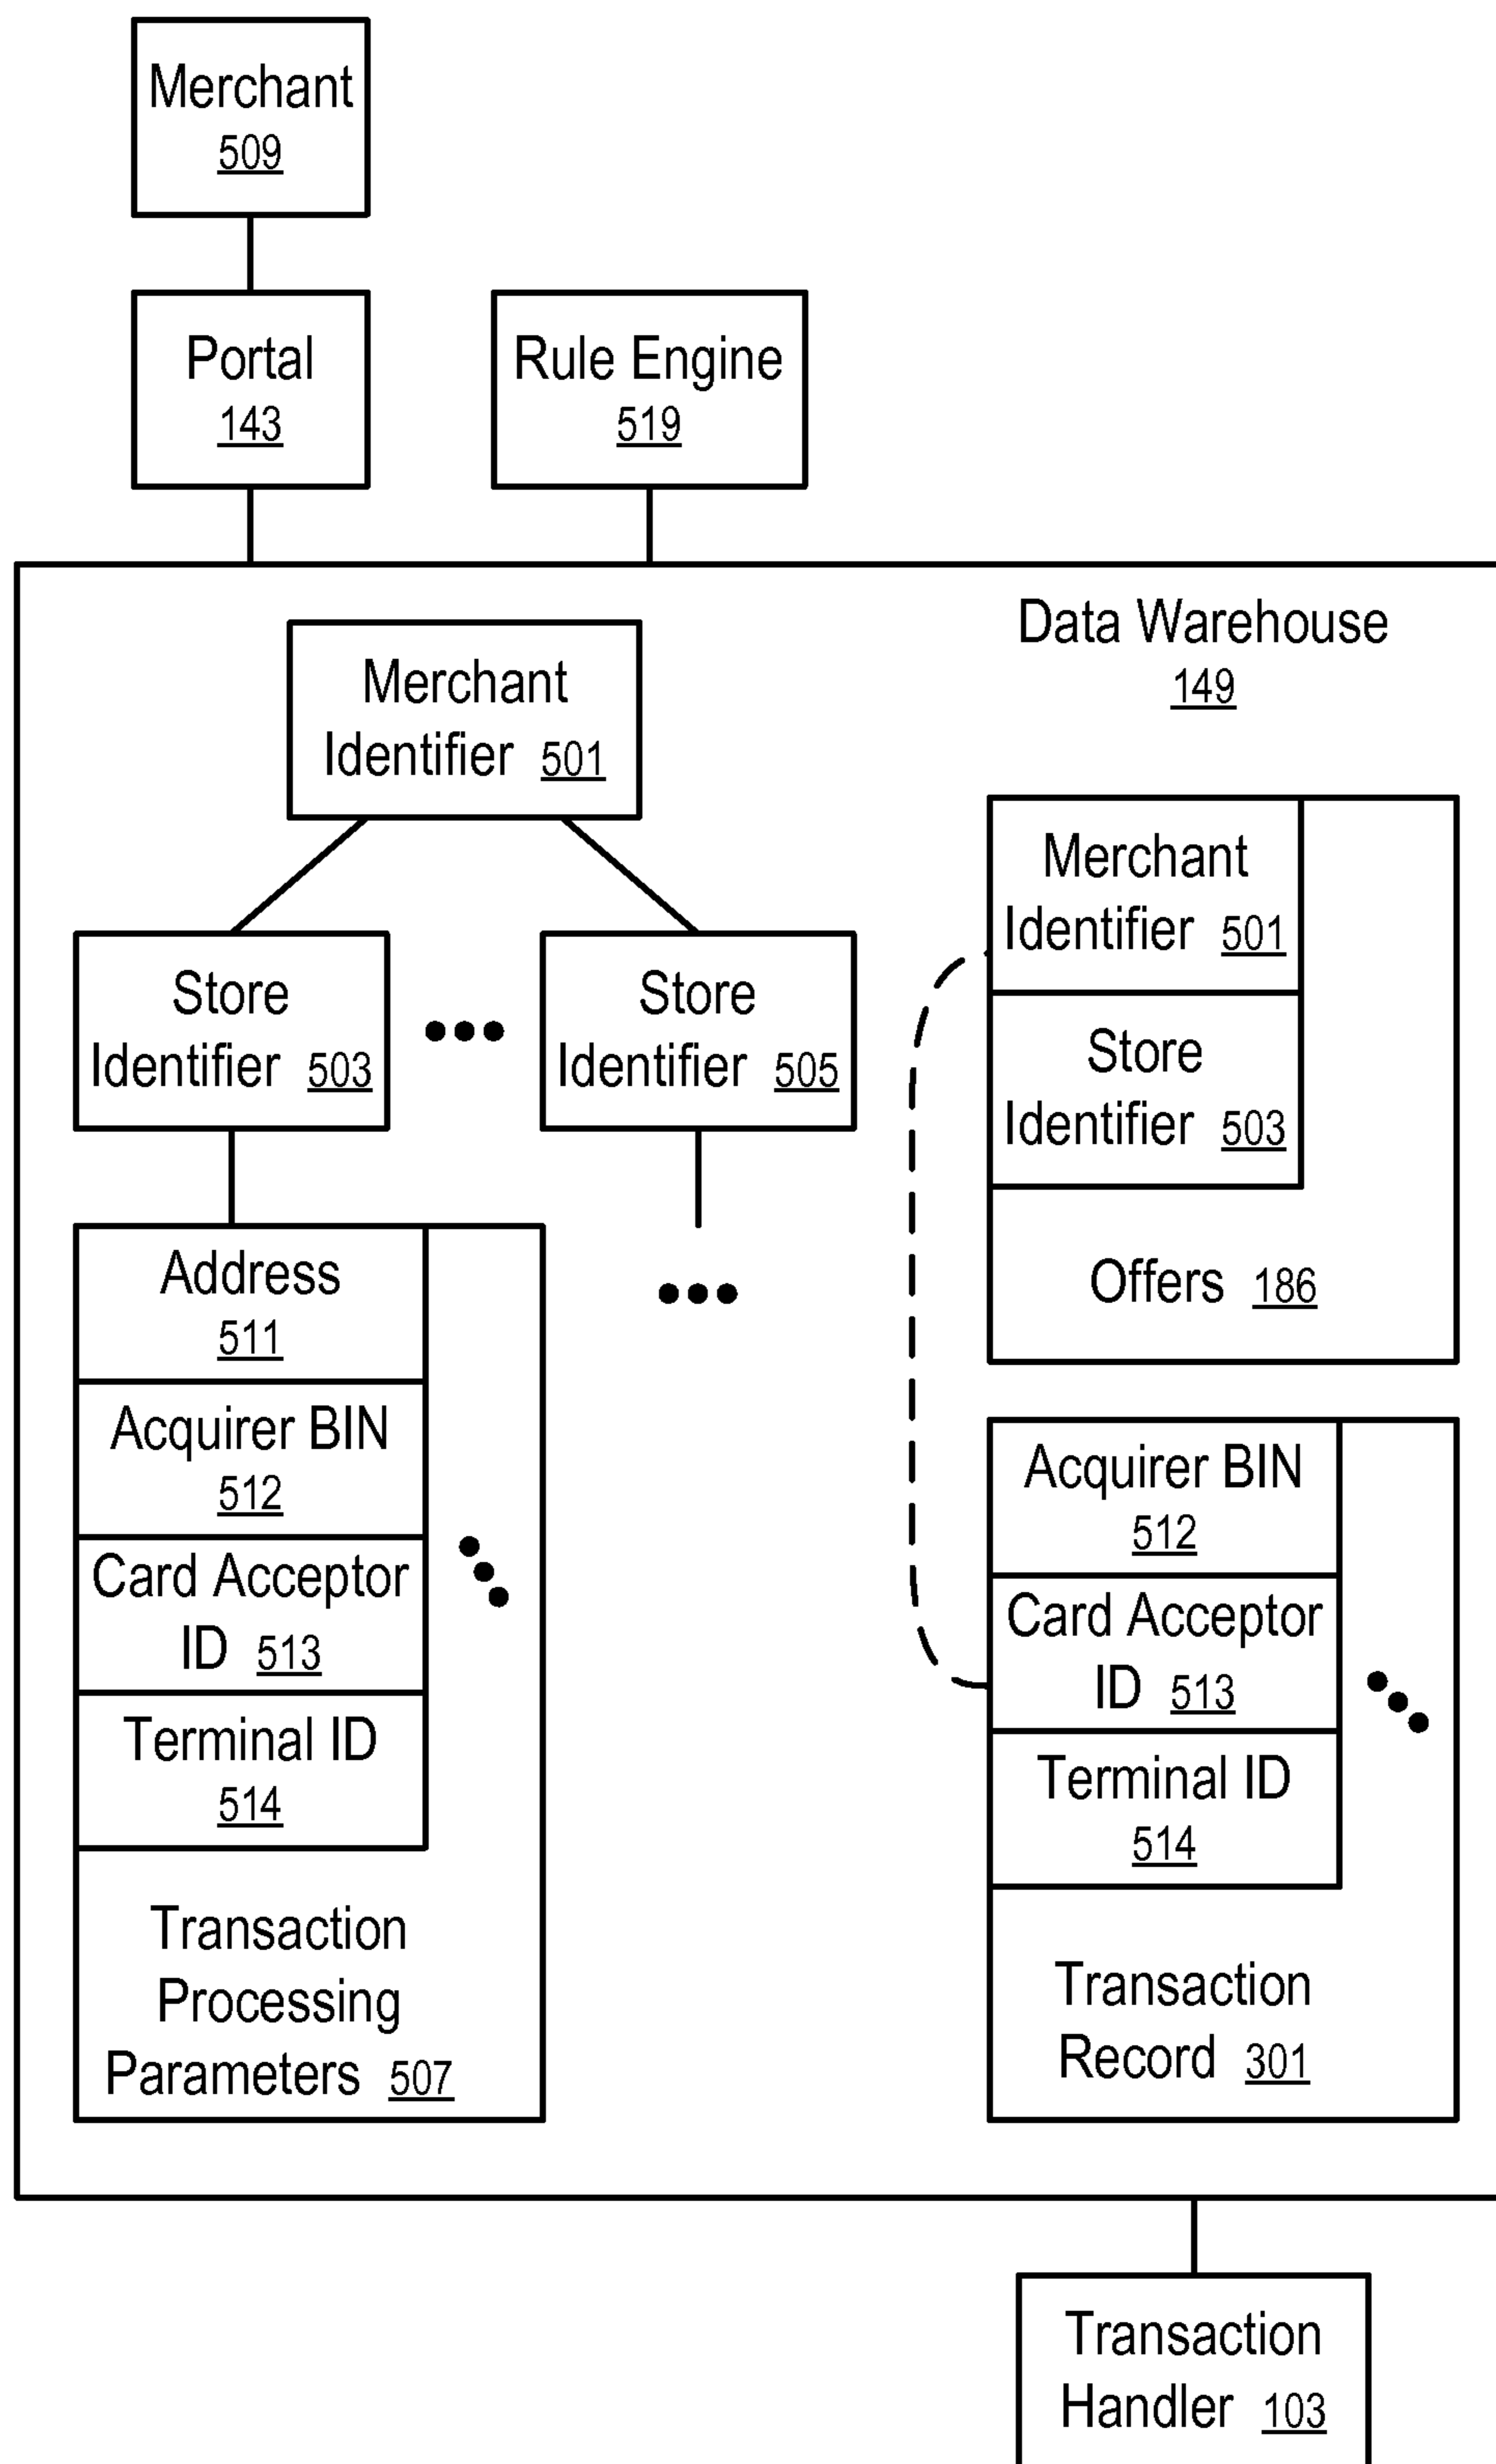 Merchant
509
Portal
143
Rule Engine
519
Data Warehouse
149
Merchant
Identifier 501
Store
Identifier 503
Store
Identifier 505
Address
511
Acquirer BIN
512
Card Acceptor
ID 513
Terminal ID
514
Transaction
Processing
Parameters 507
Merchant
Identifier 501
Store
Identifier 503
Offers 186
Acquirer BIN
512
Card Acceptor
ID 513
Terminal ID
514
Transaction
Record 301
Transaction
Handler 103